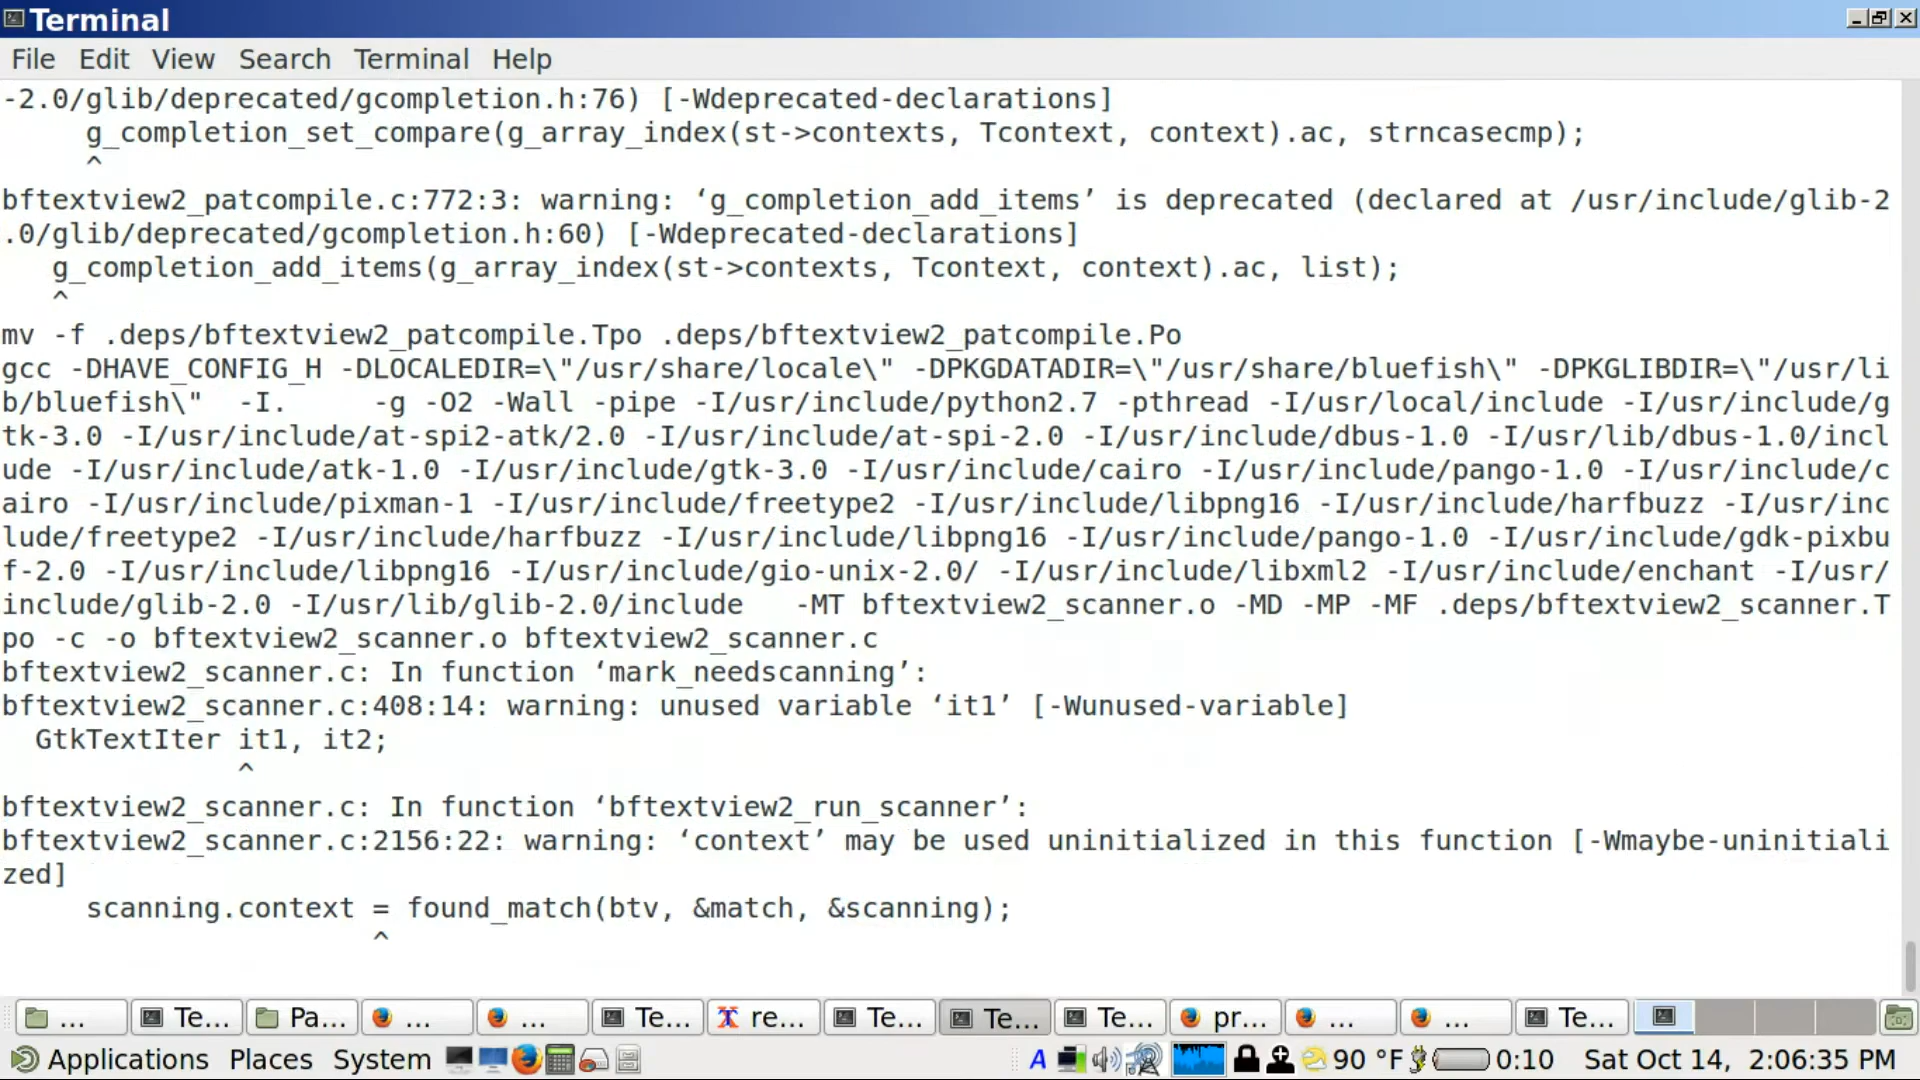 Terminal
File Edit View Search Terminal Help
-2.0/glib/deprecated/gcompletion.h:76) [-Wdeprecated-declarations]
     g_completion_set_compare(g_array_index(st->contexts, Tcontext, context).ac, strncasecmp);
     ^
bftextview2_patcompile.c:772:3: warning: ‘g_completion_add_items’ is deprecated (declared at /usr/include/glib-2
.0/glib/deprecated/gcompletion.h:60) [-Wdeprecated-declarations]
   g_completion_add_items(g_array_index(st->contexts, Tcontext, context).ac, list);
   ^
mv -f .deps/bftextview2_patcompile.Tpo .deps/bftextview2_patcompile.Po
gcc -DHAVE_CONFIG_H -DLOCALEDIR=\"/usr/share/locale\" -DPKGDATADIR=\"/usr/share/bluefish\" -DPKGLIBDIR=\"/usr/li
b/bluefish\"  -I.     -g -O2 -Wall -pipe -I/usr/include/python2.7 -pthread -I/usr/local/include -I/usr/include/g
tk-3.0 -I/usr/include/at-spi2-atk/2.0 -I/usr/include/at-spi-2.0 -I/usr/include/dbus-1.0 -I/usr/lib/dbus-1.0/incl
ude -I/usr/include/atk-1.0 -I/usr/include/gtk-3.0 -I/usr/include/cairo -I/usr/include/pango-1.0 -I/usr/include/c
airo -I/usr/include/pixman-1 -I/usr/include/freetype2 -I/usr/include/libpng16 -I/usr/include/harfbuzz -I/usr/inc
lude/freetype2 -I/usr/include/harfbuzz -I/usr/include/libpng16 -I/usr/include/pango-1.0 -I/usr/include/gdk-pixbu
f-2.0 -I/usr/include/libpng16 -I/usr/include/gio-unix-2.0/ -I/usr/include/libxml2 -I/usr/include/enchant -I/usr/
include/glib-2.0 -I/usr/lib/glib-2.0/include   -MT bftextview2_scanner.o -MD -MP -MF .deps/bftextview2_scanner.T
po -c -o bftextview2_scanner.o bftextview2_scanner.c
bftextview2_scanner.c: In function ‘mark_needscanning’:
bftextview2_scanner.c:408:14: warning: unused variable ‘it1’ [-Wunused-variable]
  GtkTextIter it1, it2;
              ^
bftextview2_scanner.c: In function ‘bftextview2_run_scanner’:
bftextview2_scanner.c:2156:22: warning: ‘context’ may be used uninitialized in this function [-Wmaybe-uninitiali
zed]
     scanning.context = found_match(btv, &match, &scanning);
                      ^
... Te... Pa... ... ... Te... re... Te... Te... Te... pr... ... ... Te...
Applications Places System A 90 °F 0:10 Sat Oct 14, 2:06:35 PM